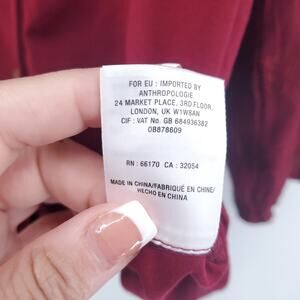 FOR EU : IMPORTED BY
ANTHROPOLOGIE
24 MARKET PLACE, 3RD FLOOR,
LONDON, UK W1W8AN
CIF : VAT No. GB 684936382
0B878609
RN : 66170 CA : 32054
MADE IN CHINA/FABRIQUÉ EN CHINE/
HECHO EN CHINA